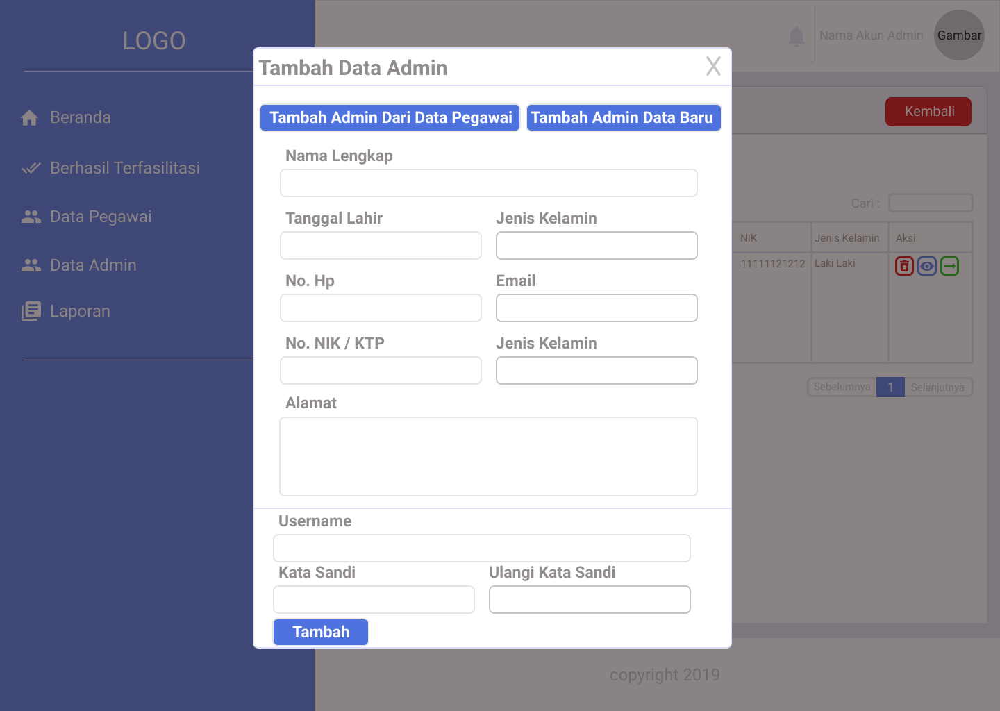 LOGO
Beranda
Berhasil Terfasilitasi
Data Pegawai
Data Admin
Laporan
Nama Akun Admin
Gambar
Kembali
Cari :
NIK
Jenis Kelamin
Aksi
11111121212
Laki Laki
Sebelumnya
1
Selanjutnya
Tambah Data Admin
X
Tambah Admin Dari Data Pegawai
Tambah Admin Data Baru
Nama Lengkap
Tanggal Lahir
Jenis Kelamin
No. Hp
Email
No. NIK / KTP
Jenis Kelamin
Alamat
Username
Kata Sandi
Ulangi Kata Sandi
Tambah
copyright 2019